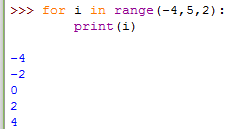 >>> for i in range(-4,5,2):
        print(i)

-4
-2
0
2
4